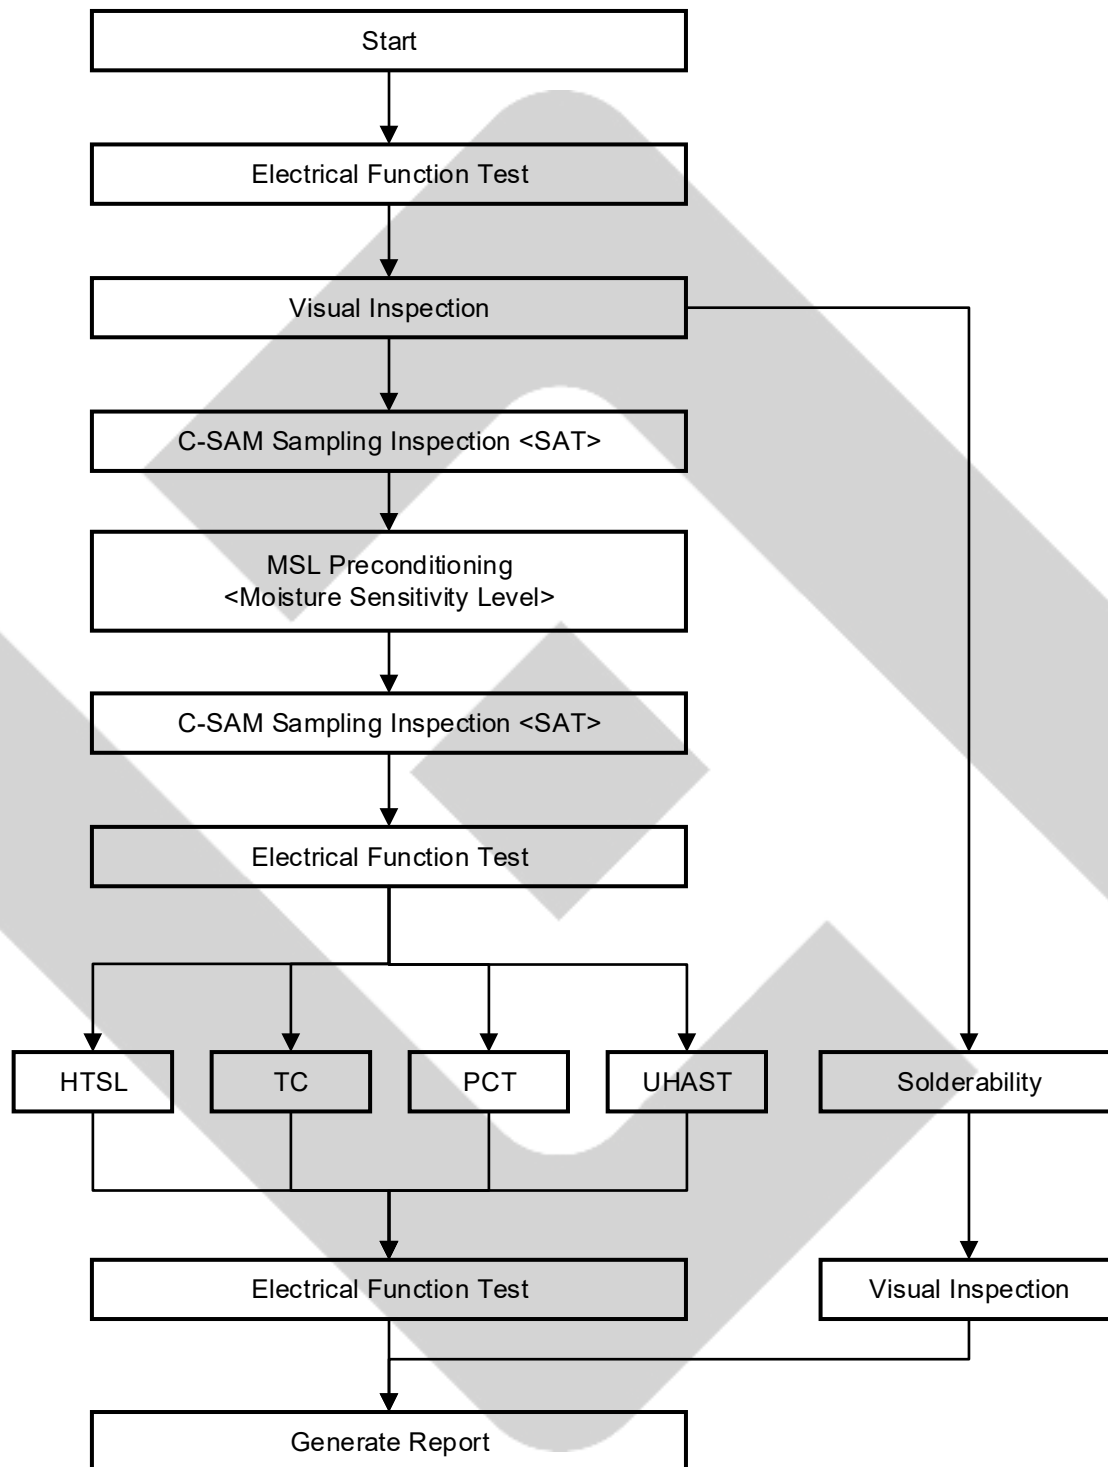 Start
Electrical Function Test
Visual Inspection
C-SAM Sampling Inspection <SAT>
MSL Preconditioning
<Moisture Sensitivity Level>
C-SAM Sampling Inspection <SAT>
Electrical Function Test
HTSL
TC
PCT
UHAST
Solderability
Electrical Function Test
Visual Inspection
Generate Report